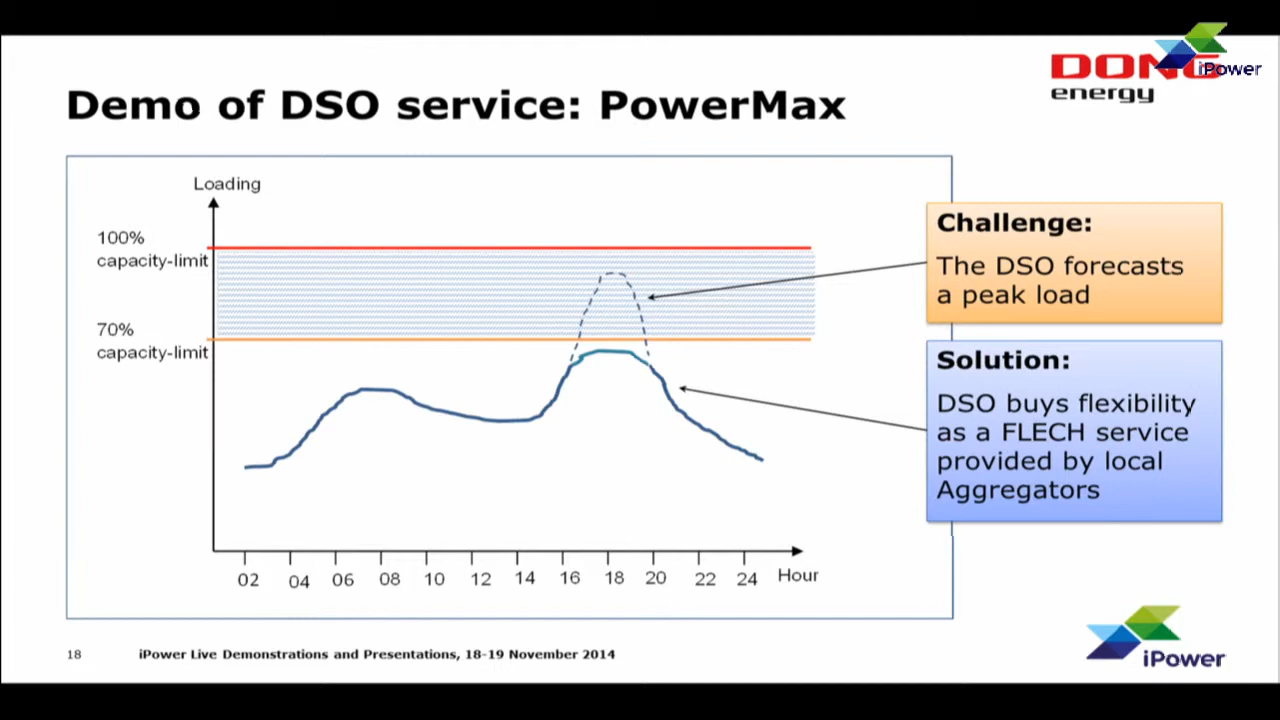 DONG
energy
iPower
Demo of DSO service: PowerMax
Loading
100%
capacity-limit
70%
capacity-limit
02 04 06 08 10 12 14 16 18 20 22 24 Hour
Challenge:
The DSO forecasts
a peak load
Solution:
DSO buys flexibility
as a FLECH service
provided by local
Aggregators
18 iPower Live Demonstrations and Presentations, 18-19 November 2014
iPower